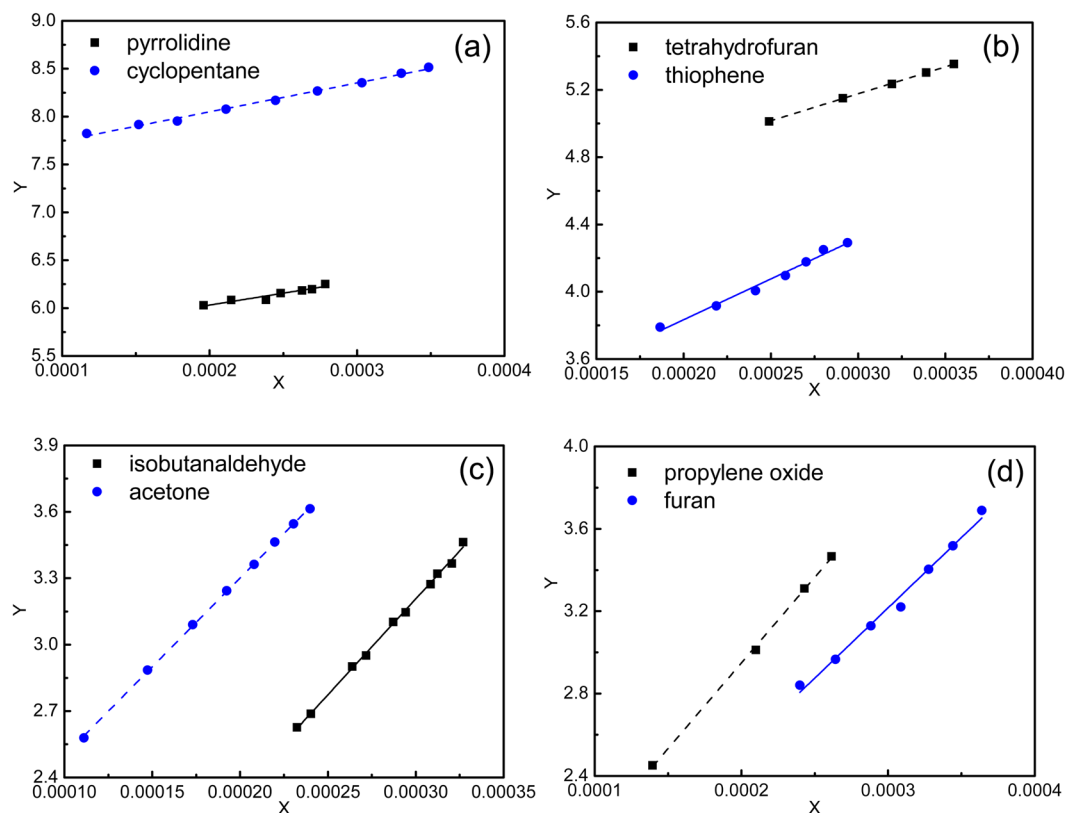 (a)
pyrrolidine
cyclopentane
9.0
8.5
8.0
7.5
7.0
6.5
6.0
5.5
Y
0.0001
0.0002
0.0003
0.0004
X
(b)
tetrahydrofuran
thiophene
5.6
5.2
4.8
4.4
4.0
3.6
Y
0.00015
0.00020
0.00025
0.00030
0.00035
0.00040
X
(c)
isobutanaldehyde
acetone
3.9
3.6
3.3
3.0
2.7
2.4
Y
0.00010
0.00015
0.00020
0.00025
0.00030
0.00035
X
(d)
propylene oxide
furan
4.0
3.6
3.2
2.8
2.4
Y
0.0001
0.0002
0.0003
0.0004
X